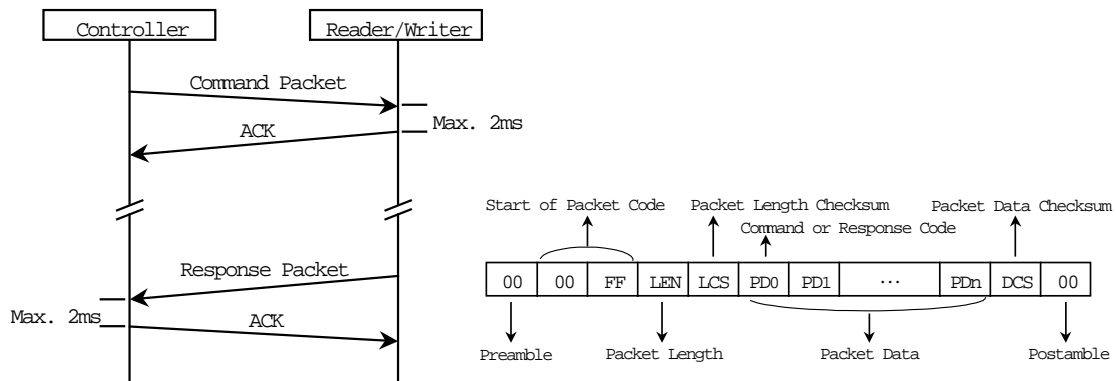 Controller
Reader/Writer
Command Packet
Max. 2ms
ACK
Response Packet
Max. 2ms
ACK
Start of Packet Code
Packet Length Checksum
Packet Data Checksum
Command or Response Code
00 00 FF LEN LCS PD0 PD1 ... PDn DCS 00
Preamble
Packet Length
Packet Data
Postamble